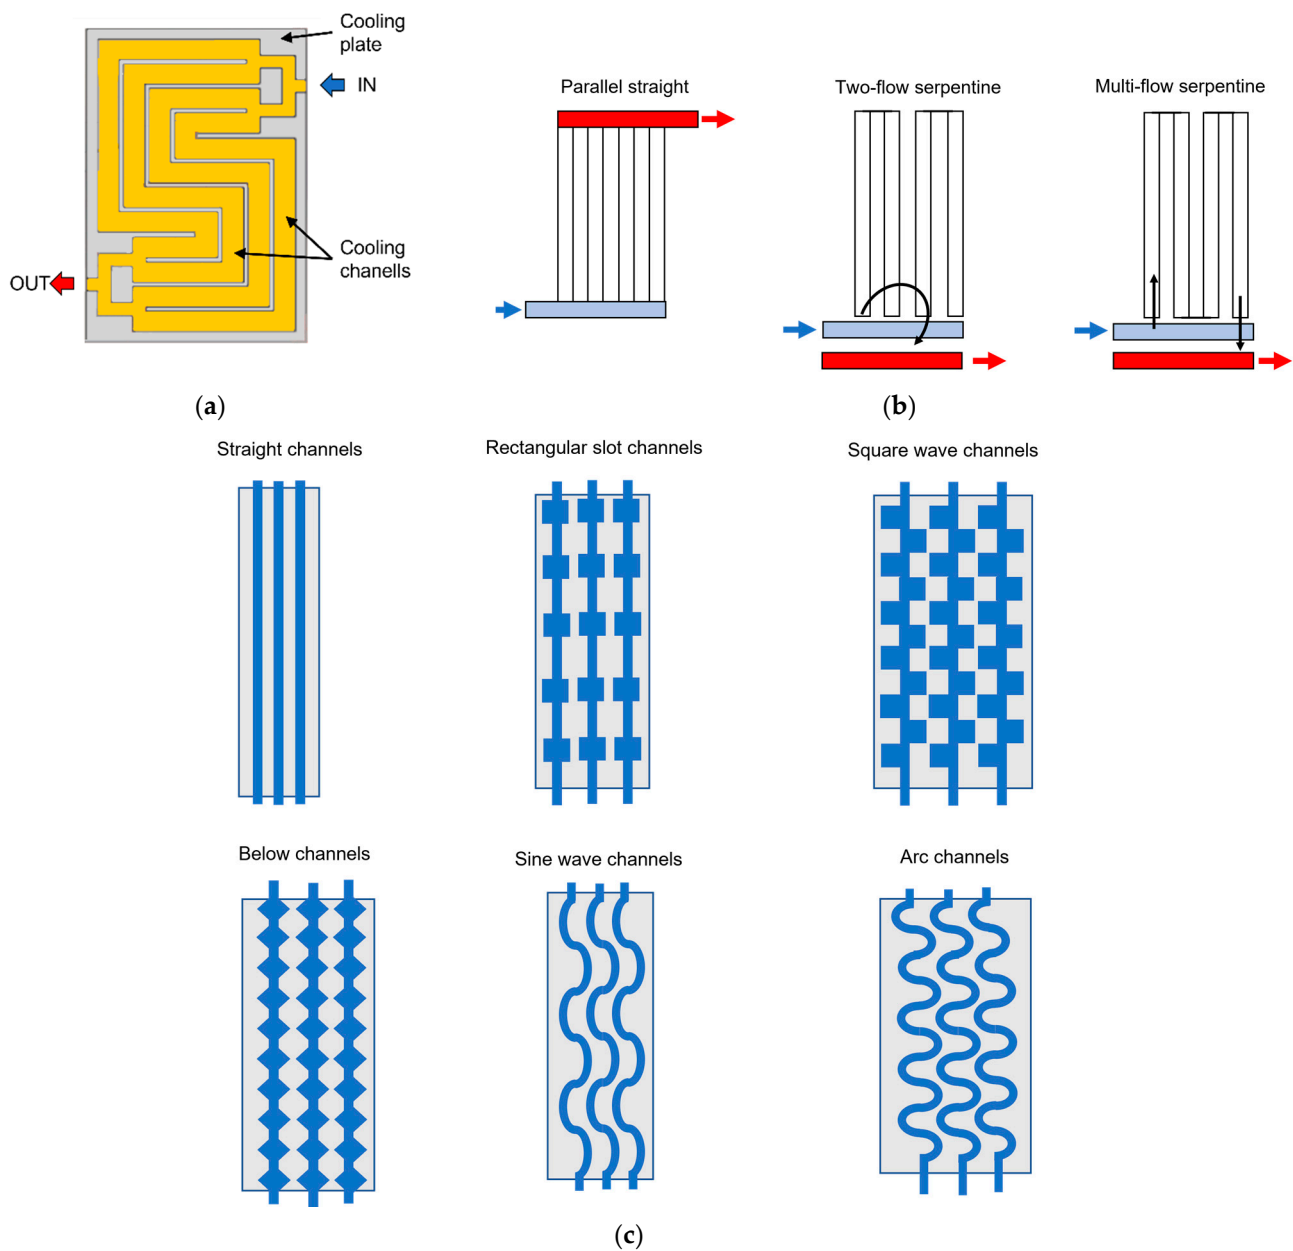 Cooling
plate
IN
Cooling
chanells
OUT
(a)
Parallel straight
Two-flow serpentine
Multi-flow serpentine
(b)
Straight channels
Rectangular slot channels
Square wave channels
Below channels
Sine wave channels
Arc channels
(c)